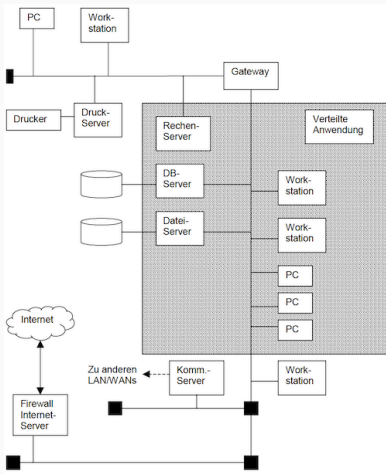 PC
Work-
station
Gateway
Drucker
Druck-
Server
Rechen-
Server
Verteilte
Anwendung
DB-
Server
Work-
station
Datei-
Server
Work-
station
PC
PC
PC
Internet
Zu anderen
LAN/WANs
Komm.-
Server
Work-
station
Firewall
Internet-
Server